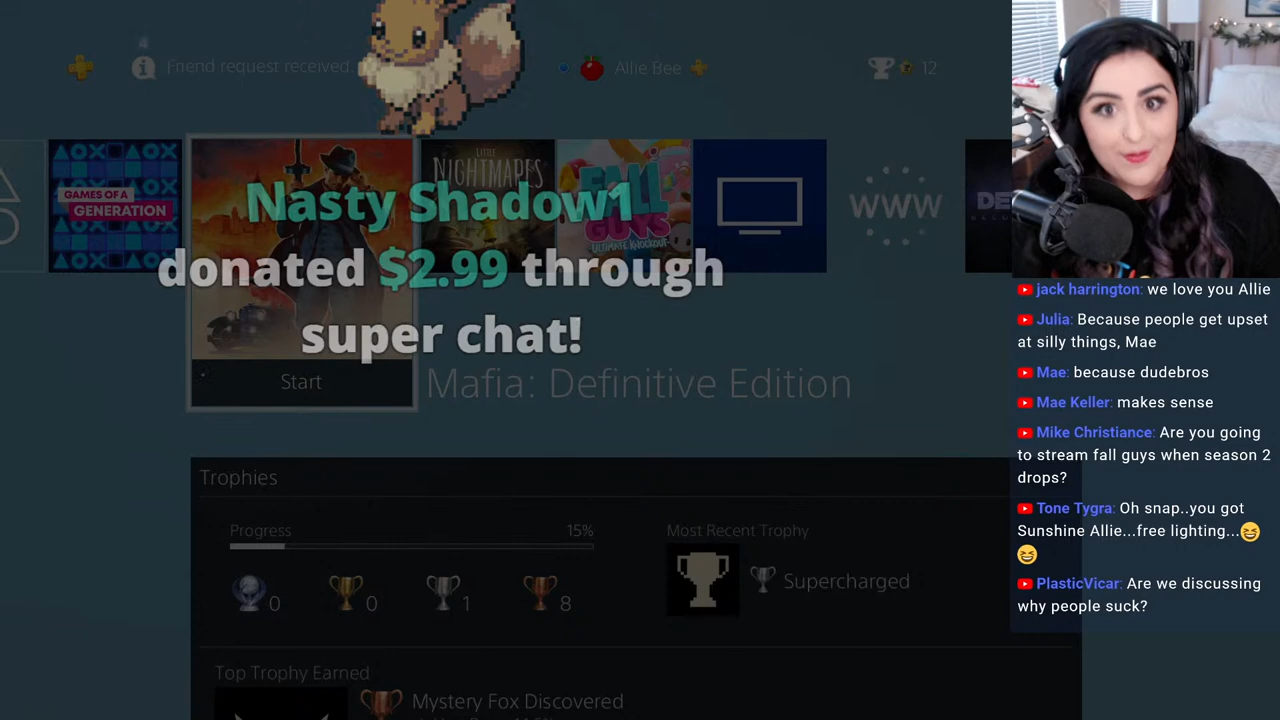 4
Friend request received.
Allie Bee
12
GAMES OF A
GENERATION
LITTLE
NIGHTMARES
FALL
GUYS
ULTIMATE KNOCKOUT
WWW
Nasty Shadow1
donated $2.99 through
super chat!
Start
Mafia: Definitive Edition
Trophies
Progress
15%
0
0
1
8
Most Recent Trophy
Supercharged
Top Trophy Earned
Mystery Fox Discovered
jack harrington: we love you Allie
Julia: Because people get upset
at silly things, Mae
Mae: because dudebros
Mae Keller: makes sense
Mike Christiance: Are you going
to stream fall guys when season 2
drops?
Tone Tygra: Oh snap..you got
Sunshine Allie...free lighting...😆
😆
PlasticVicar: Are we discussing
why people suck?